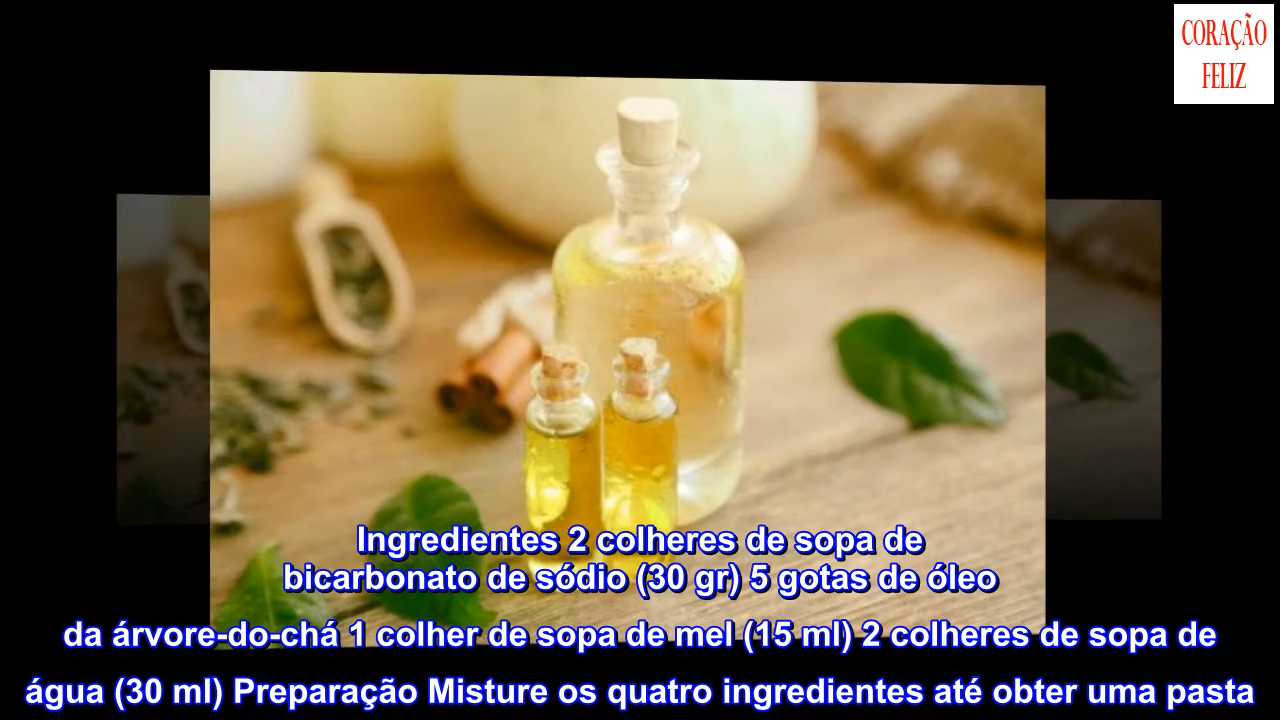 CORAÇÃO
FELIZ
Ingredientes 2 colheres de sopa de
bicarbonato de sódio (30 gr) 5 gotas de óleo
da árvore-do-chá 1 colher de sopa de mel (15 ml) 2 colheres de sopa de
água (30 ml) Preparação Misture os quatro ingredientes até obter uma pasta